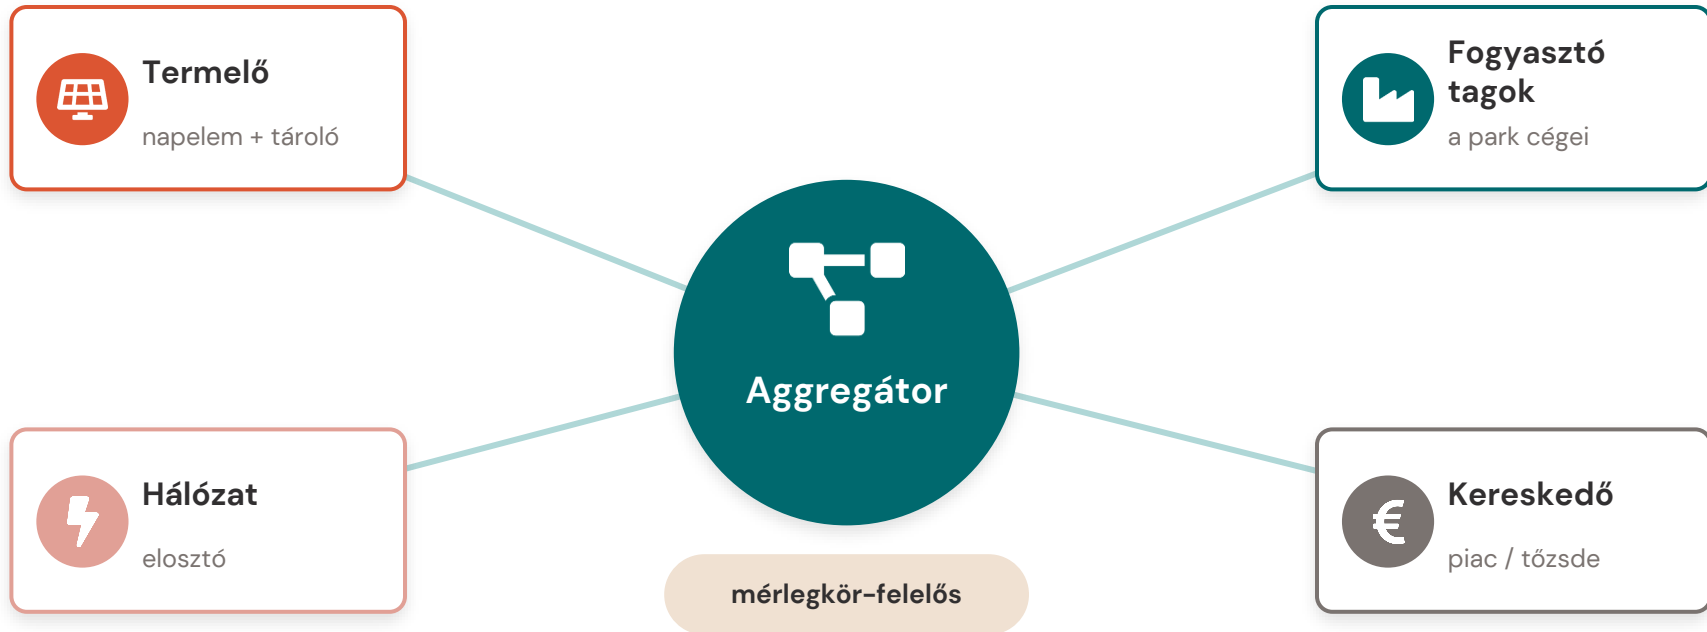 Termelő
napelem + tároló
Fogyasztó
tagok
a park cégei
Aggregátor
Hálózat
elosztó
Kereskedő
piac / tőzsde
mérlegkör-felelős